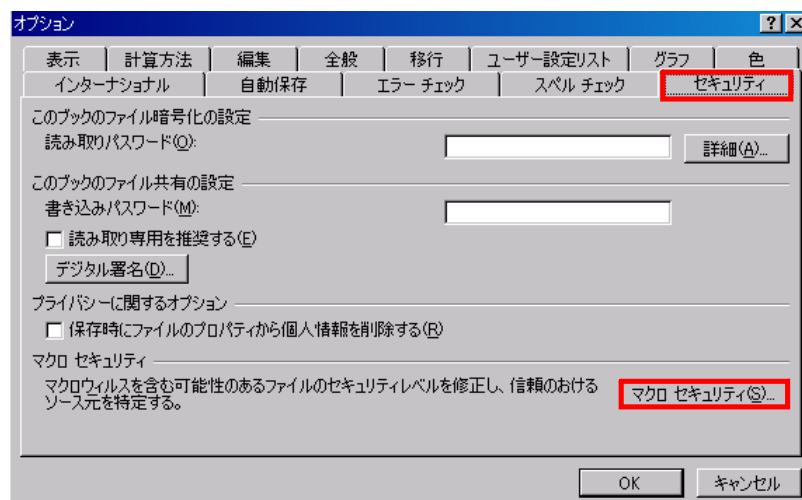 オプション
表示 計算方法 編集 全般 移行 ユーザー設定リスト グラフ 色
インターナショナル 自動保存 エラー チェック スペル チェック セキュリティ
このブックのファイル暗号化の設定
読み取りパスワード(O): 詳細(A)...
このブックのファイル共有の設定
書き込みパスワード(M):
読み取り専用を推奨する(E)
デジタル署名(D)...
プライバシーに関するオプション
保存時にファイルのプロパティから個人情報を削除する(R)
マクロ セキュリティ
マクロウィルスを含む可能性のあるファイルのセキュリティレベルを修正し、信頼のおける
ソース元を特定する。
マクロ セキュリティ(S)...
OK キャンセル